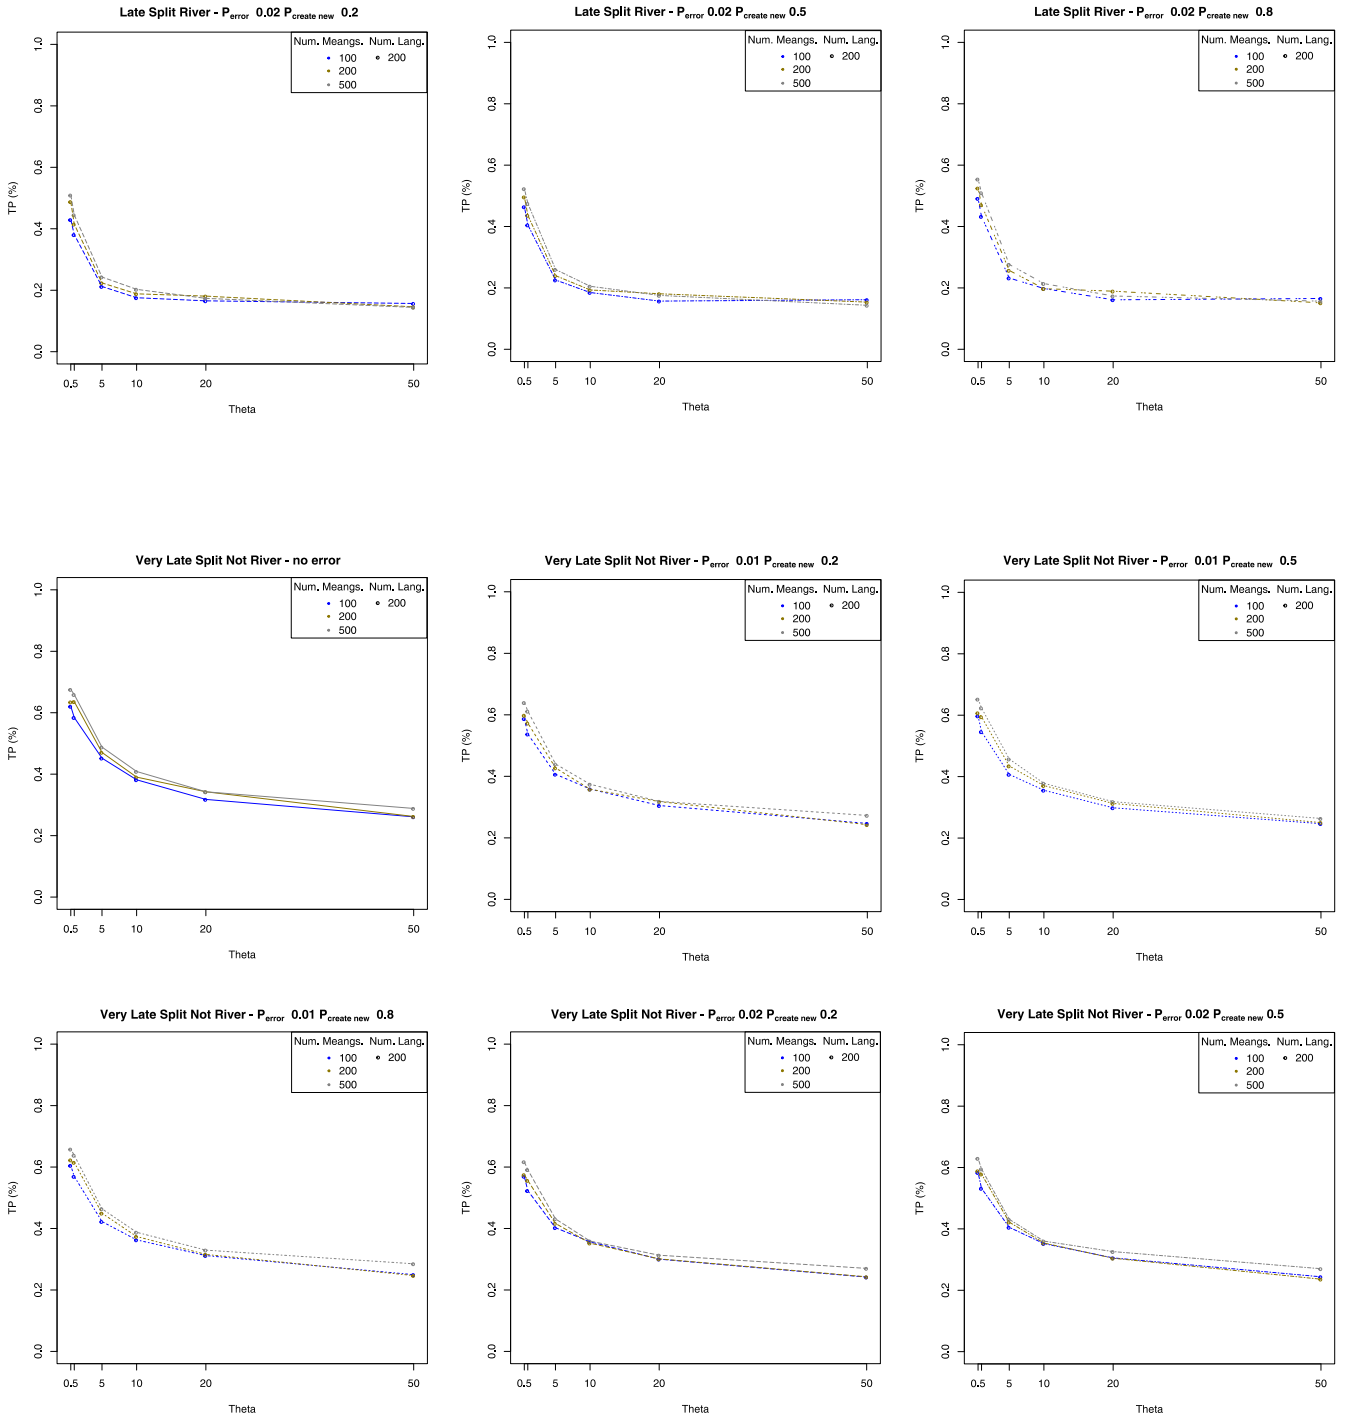 Late Split River - P error 0.02 P create new 0.2
Num. Meangs. Num. Lang.
100 200
200
500
TP (%)
0.0 0.2 0.4 0.6 0.8 1.0
0.5 5 10 20 50
Theta
Late Split River - P error 0.02 P create new 0.5
Num. Meangs. Num. Lang.
100 200
200
500
TP (%)
0.0 0.2 0.4 0.6 0.8 1.0
0.5 5 10 20 50
Theta
Late Split River - P error 0.02 P create new 0.8
Num. Meangs. Num. Lang.
100 200
200
500
TP (%)
0.0 0.2 0.4 0.6 0.8 1.0
0.5 5 10 20 50
Theta
Very Late Split Not River - no error
Num. Meangs. Num. Lang.
100 200
200
500
TP (%)
0.0 0.2 0.4 0.6 0.8 1.0
0.5 5 10 20 50
Theta
Very Late Split Not River - P error 0.01 P create new 0.2
Num. Meangs. Num. Lang.
100 200
200
500
TP (%)
0.0 0.2 0.4 0.6 0.8 1.0
0.5 5 10 20 50
Theta
Very Late Split Not River - P error 0.01 P create new 0.5
Num. Meangs. Num. Lang.
100 200
200
500
TP (%)
0.0 0.2 0.4 0.6 0.8 1.0
0.5 5 10 20 50
Theta
Very Late Split Not River - P error 0.01 P create new 0.8
Num. Meangs. Num. Lang.
100 200
200
500
TP (%)
0.0 0.2 0.4 0.6 0.8 1.0
0.5 5 10 20 50
Theta
Very Late Split Not River - P error 0.02 P create new 0.2
Num. Meangs. Num. Lang.
100 200
200
500
TP (%)
0.0 0.2 0.4 0.6 0.8 1.0
0.5 5 10 20 50
Theta
Very Late Split Not River - P error 0.02 P create new 0.5
Num. Meangs. Num. Lang.
100 200
200
500
TP (%)
0.0 0.2 0.4 0.6 0.8 1.0
0.5 5 10 20 50
Theta